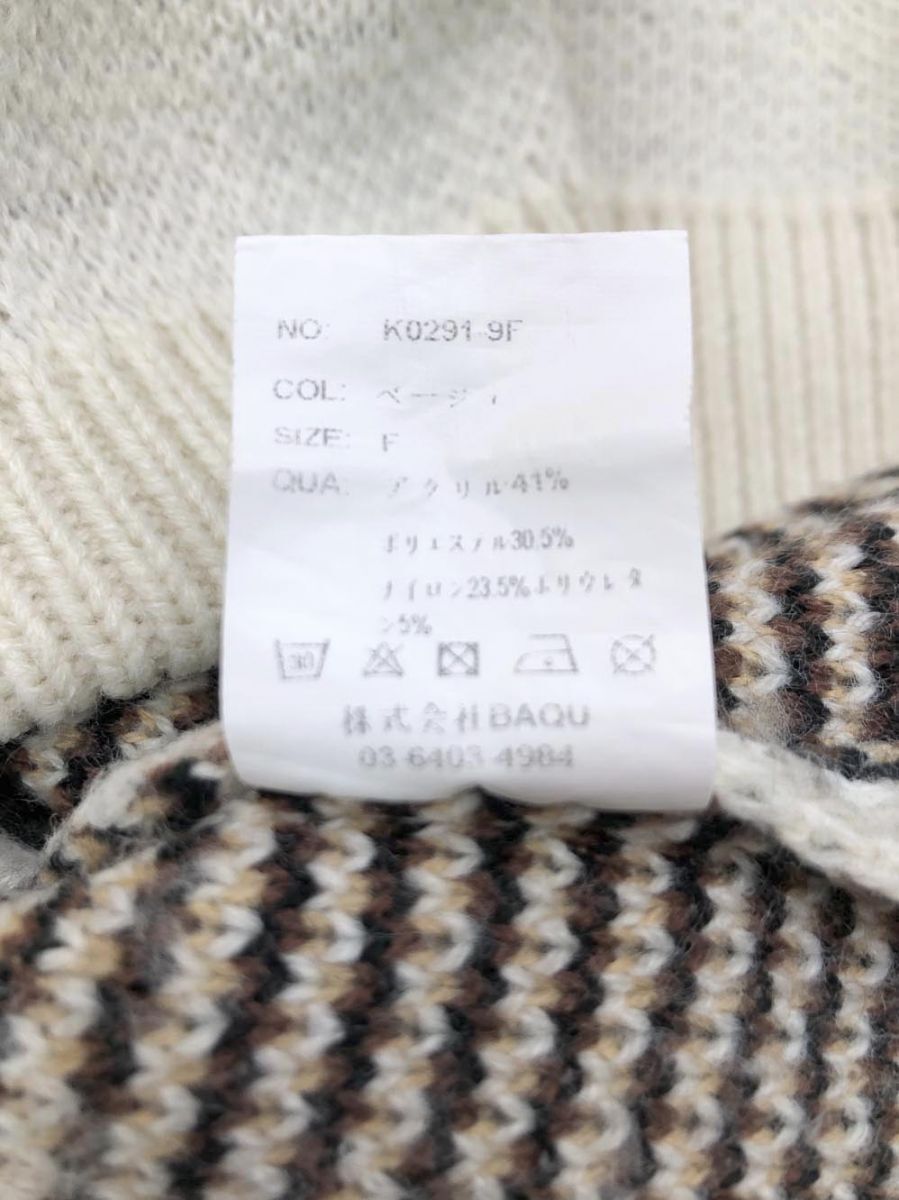 NO: K0291-9F
COL: ベージュ
SIZE: F
QUA: アクリル41%
ポリエステル30.5%
ナイロン23.5%ポリウレタ
ン5%
30
株式会社BAQU
03-6403-4984